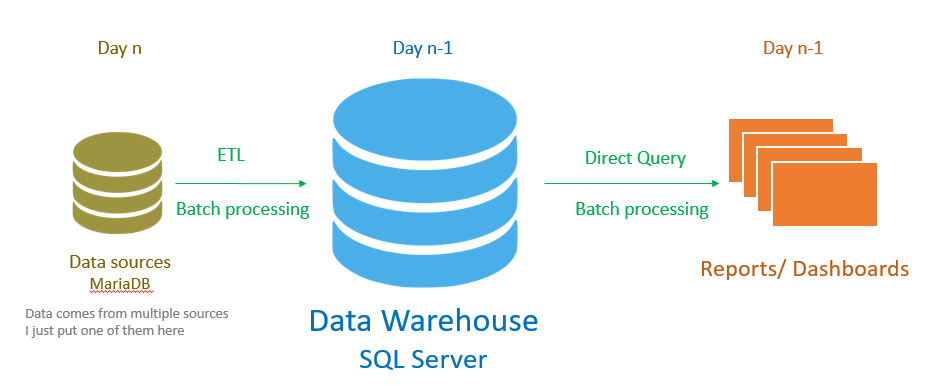 Day n
Day n-1
Day n-1
ETL
Batch processing
Direct Query
Batch processing
Data sources
MariaDB
Data comes from multiple sources
I just put one of them here
Data Warehouse
SQL Server
Reports/ Dashboards